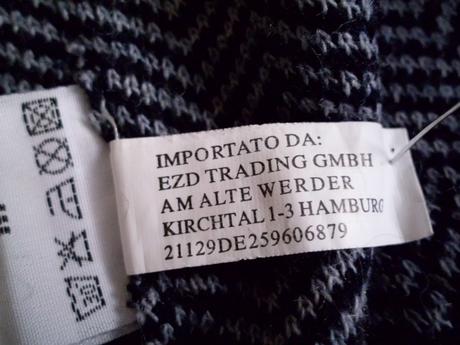 IMPORTATO DA:
EZD TRADING GMBH
AM ALTE WERDER
KIRCHTAL 1-3 HAMBURG
21129DE259606879